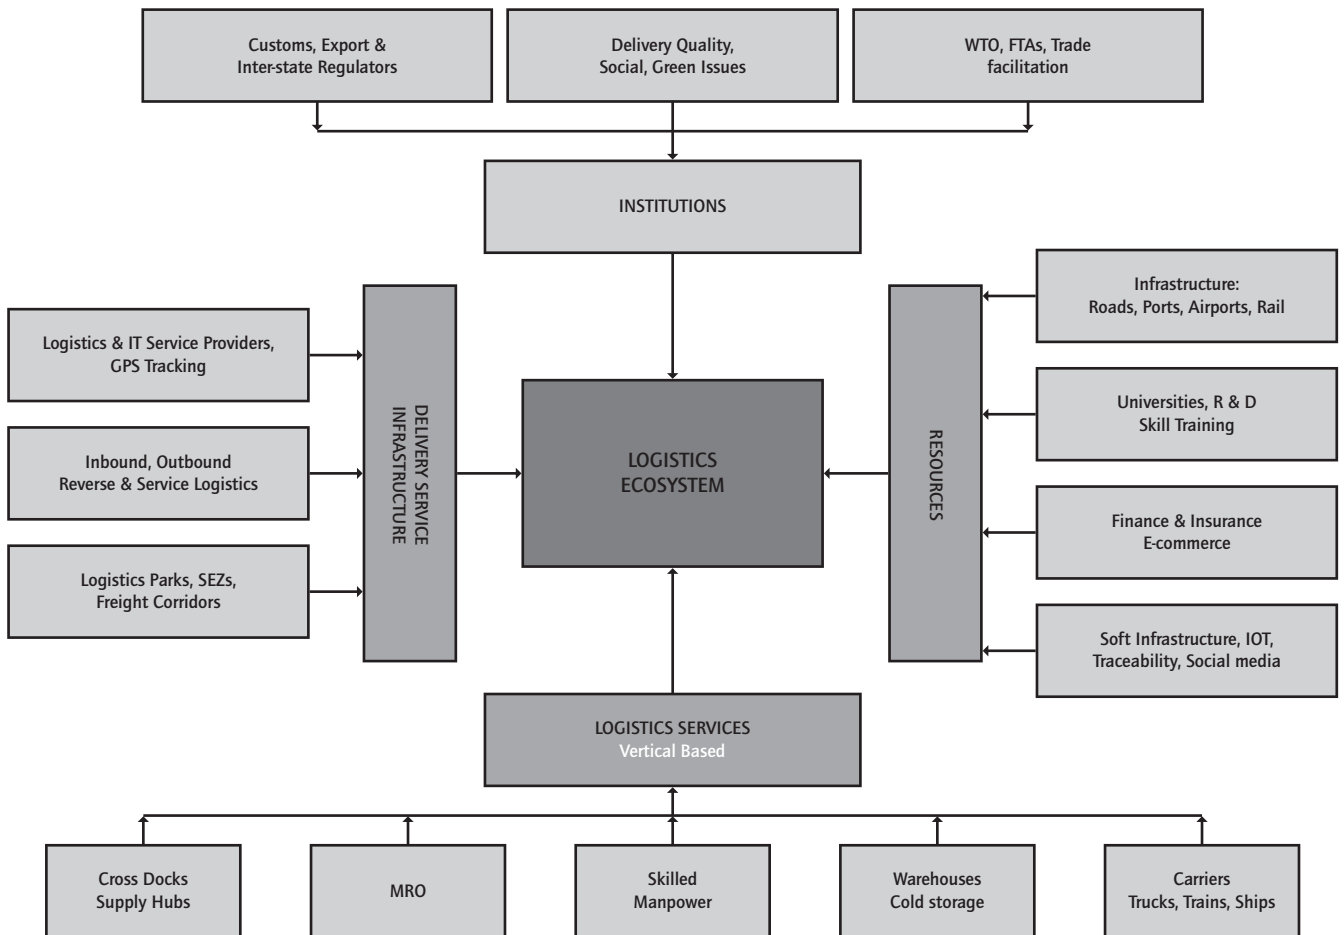 Customs, Export &
Inter-state Regulators
Delivery Quality,
Social, Green Issues
WTO, FTAs, Trade
facilitation
INSTITUTIONS
Logistics & IT Service Providers,
GPS Tracking
Inbound, Outbound
Reverse & Service Logistics
Logistics Parks, SEZs,
Freight Corridors
DELIVERY SERVICE
INFRASTRUCTURE
LOGISTICS
ECOSYSTEM
RESOURCES
Infrastructure:
Roads, Ports, Airports, Rail
Universities, R & D
Skill Training
Finance & Insurance
E-commerce
Soft Infrastructure, IOT,
Traceability, Social media
LOGISTICS SERVICES
Vertical Based
Cross Docks
Supply Hubs
MRO
Skilled
Manpower
Warehouses
Cold storage
Carriers
Trucks, Trains, Ships